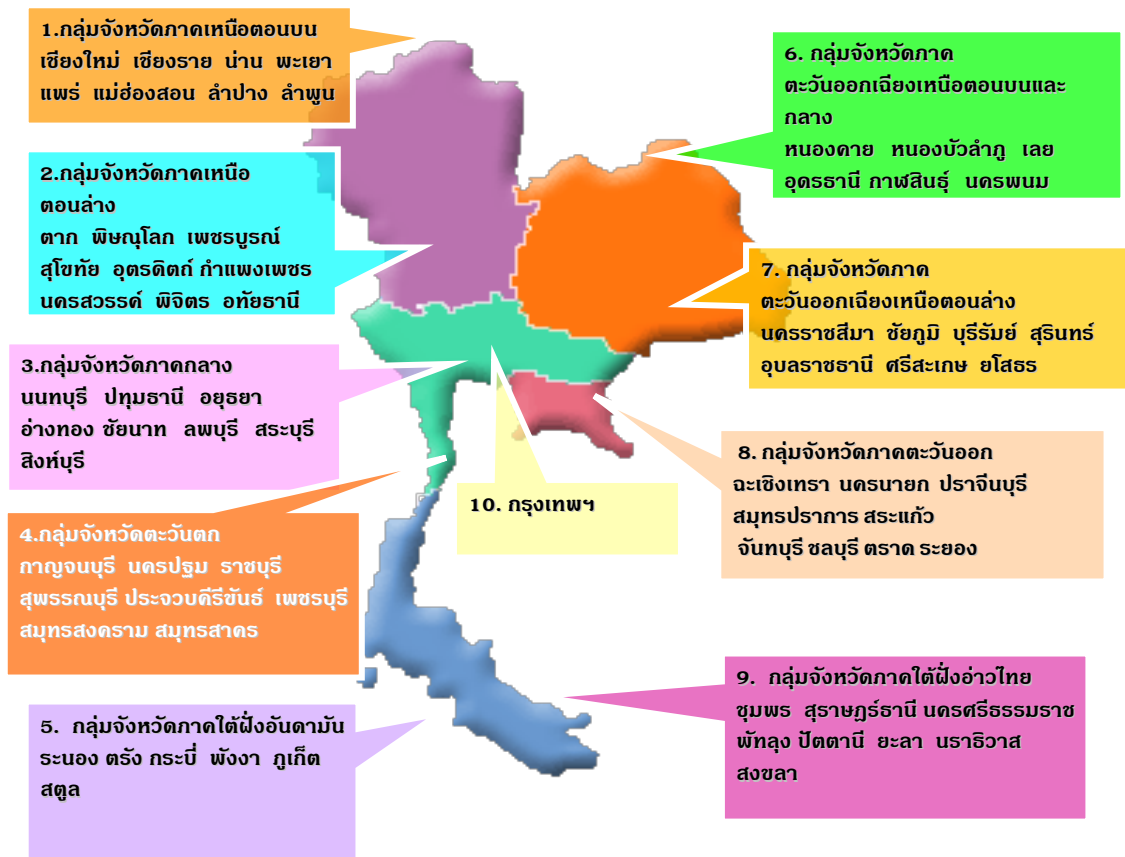 1.กลุ่มจังหวัดภาคเหนือตอนบน
เชียงใหม่ เชียงราย น่าน พะเยา
แพร่ แม่ฮ่องสอน ลำปาง ลำพูน
2.กลุ่มจังหวัดภาคเหนือ
ตอนล่าง
ตาก พิษณุโลก เพชรบูรณ์
สุโขทัย อุตรดิตถ์ กำแพงเพชร
นครสวรรค์ พิจิตร อุทัยธานี
3.กลุ่มจังหวัดภาคกลาง
นนทบุรี ปทุมธานี อยุธยา
อ่างทอง ชัยนาท ลพบุรี สระบุรี
สิงห์บุรี
4.กลุ่มจังหวัดตะวันตก
กาญจนบุรี นครปฐม ราชบุรี
สุพรรณบุรี ประจวบคีรีขันธ์ เพชรบุรี
สมุทรสงคราม สมุทรสาคร
5. กลุ่มจังหวัดภาคใต้ฝั่งอันดามัน
ระนอง ตรัง กระบี่ พังงา ภูเก็ต
สตูล
6. กลุ่มจังหวัดภาค
ตะวันออกเฉียงเหนือตอนบนและ
กลาง
หนองคาย หนองบัวลำภู เลย
อุดรธานี กาฬสินธุ์ นครพนม
7. กลุ่มจังหวัดภาค
ตะวันออกเฉียงเหนือตอนล่าง
นครราชสีมา ชัยภูมิ บุรีรัมย์ สุรินทร์
อุบลราชธานี ศรีสะเกษ ยโสธร
8. กลุ่มจังหวัดภาคตะวันออก
ฉะเชิงเทรา นครนายก ปราจีนบุรี
สมุทรปราการ สระแก้ว
จันทบุรี ชลบุรี ตราด ระยอง
10. กรุงเทพฯ
9. กลุ่มจังหวัดภาคใต้ฝั่งอ่าวไทย
ชุมพร สุราษฎร์ธานี นครศรีธรรมราช
พัทลุง ปัตตานี ยะลา นราธิวาส
สงขลา